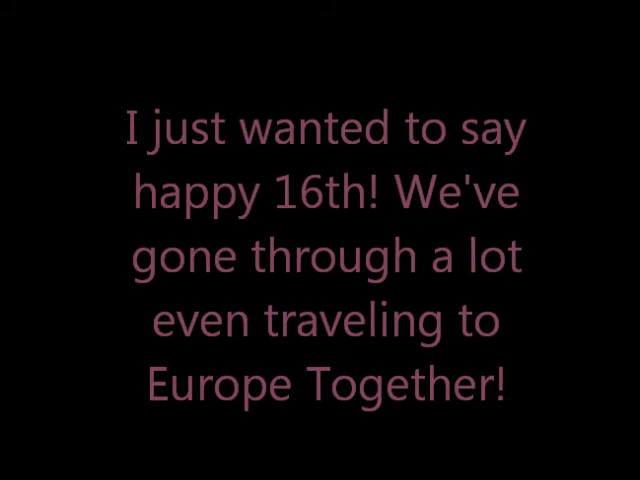 I just wanted to say
happy 16th! We've
gone through a lot
even traveling to
Europe Together!